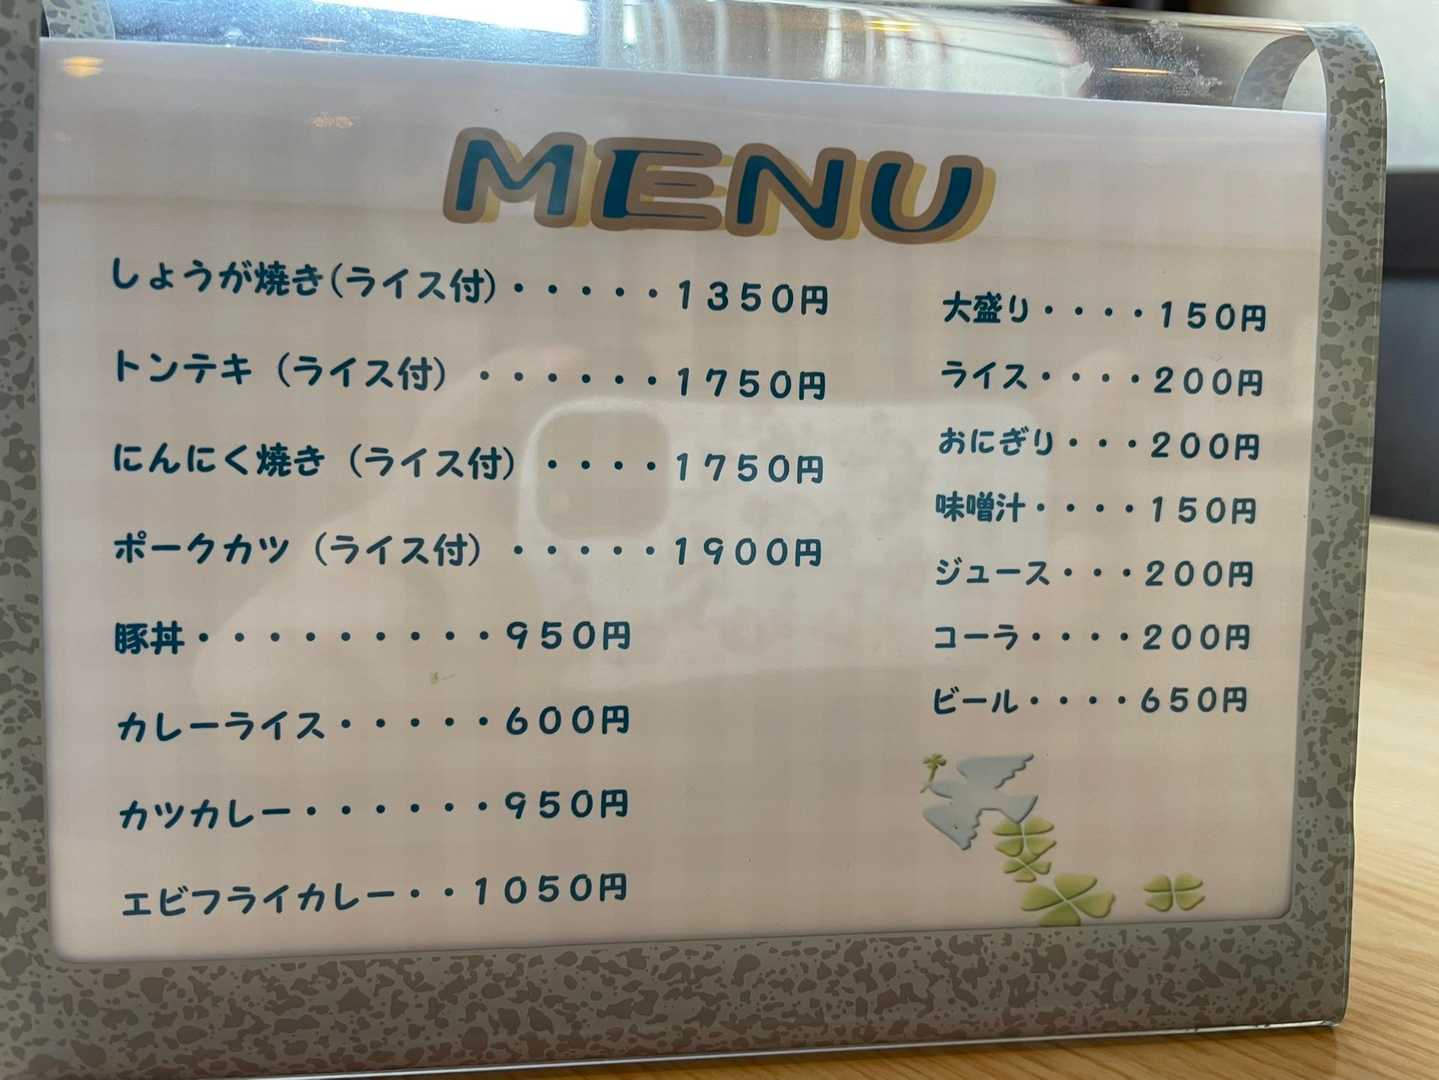 MENU
しょうが焼き(ライス付)・・・・・1350円
トンテキ（ライス付）・・・・・・1750円
にんにく焼き（ライス付）・・・・1750円
ポークカツ（ライス付）・・・・・1900円
豚丼・・・・・・・・・・・950円
カレーライス・・・・・600円
カツカレー・・・・・・950円
エビフライカレー・・1050円
大盛り・・・・150円
ライス・・・・200円
おにぎり・・・200円
味噌汁・・・・150円
ジュース・・・200円
コーラ・・・・200円
ビール・・・・650円